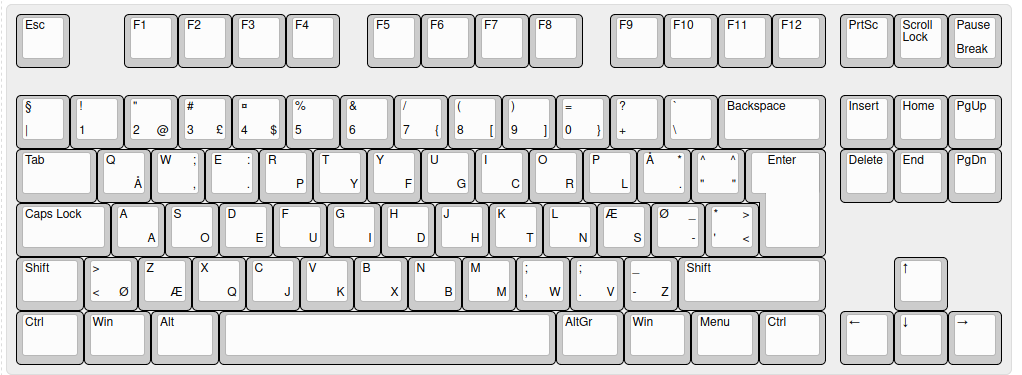 Esc F1 F2 F3 F4 F5 F6 F7 F8 F9 F10 F11 F12 PrtSc Scroll Pause
Lock
Break
§ ! " # ¤ % & / ( ) = ? ` Backspace Insert Home PgUp
| 1 2 @ 3 £ 4 $ 5 6 7 { 8 [ 9 ] 0 } + \
Tab Q W ; E : R T Y U I O P Å * ^ ^ Enter Delete End PgDn
Å , . P Y F G C R L . " "
Caps Lock A S D F G H J K L Æ Ø _ * >
A O E U I D H T N S - ' <
Shift > Z X C V B N M ; ; _ Shift ↑
< Ø Æ Q J K X B M , W . V - Z
Ctrl Win Alt AltGr Win Menu Ctrl ← ↓ →